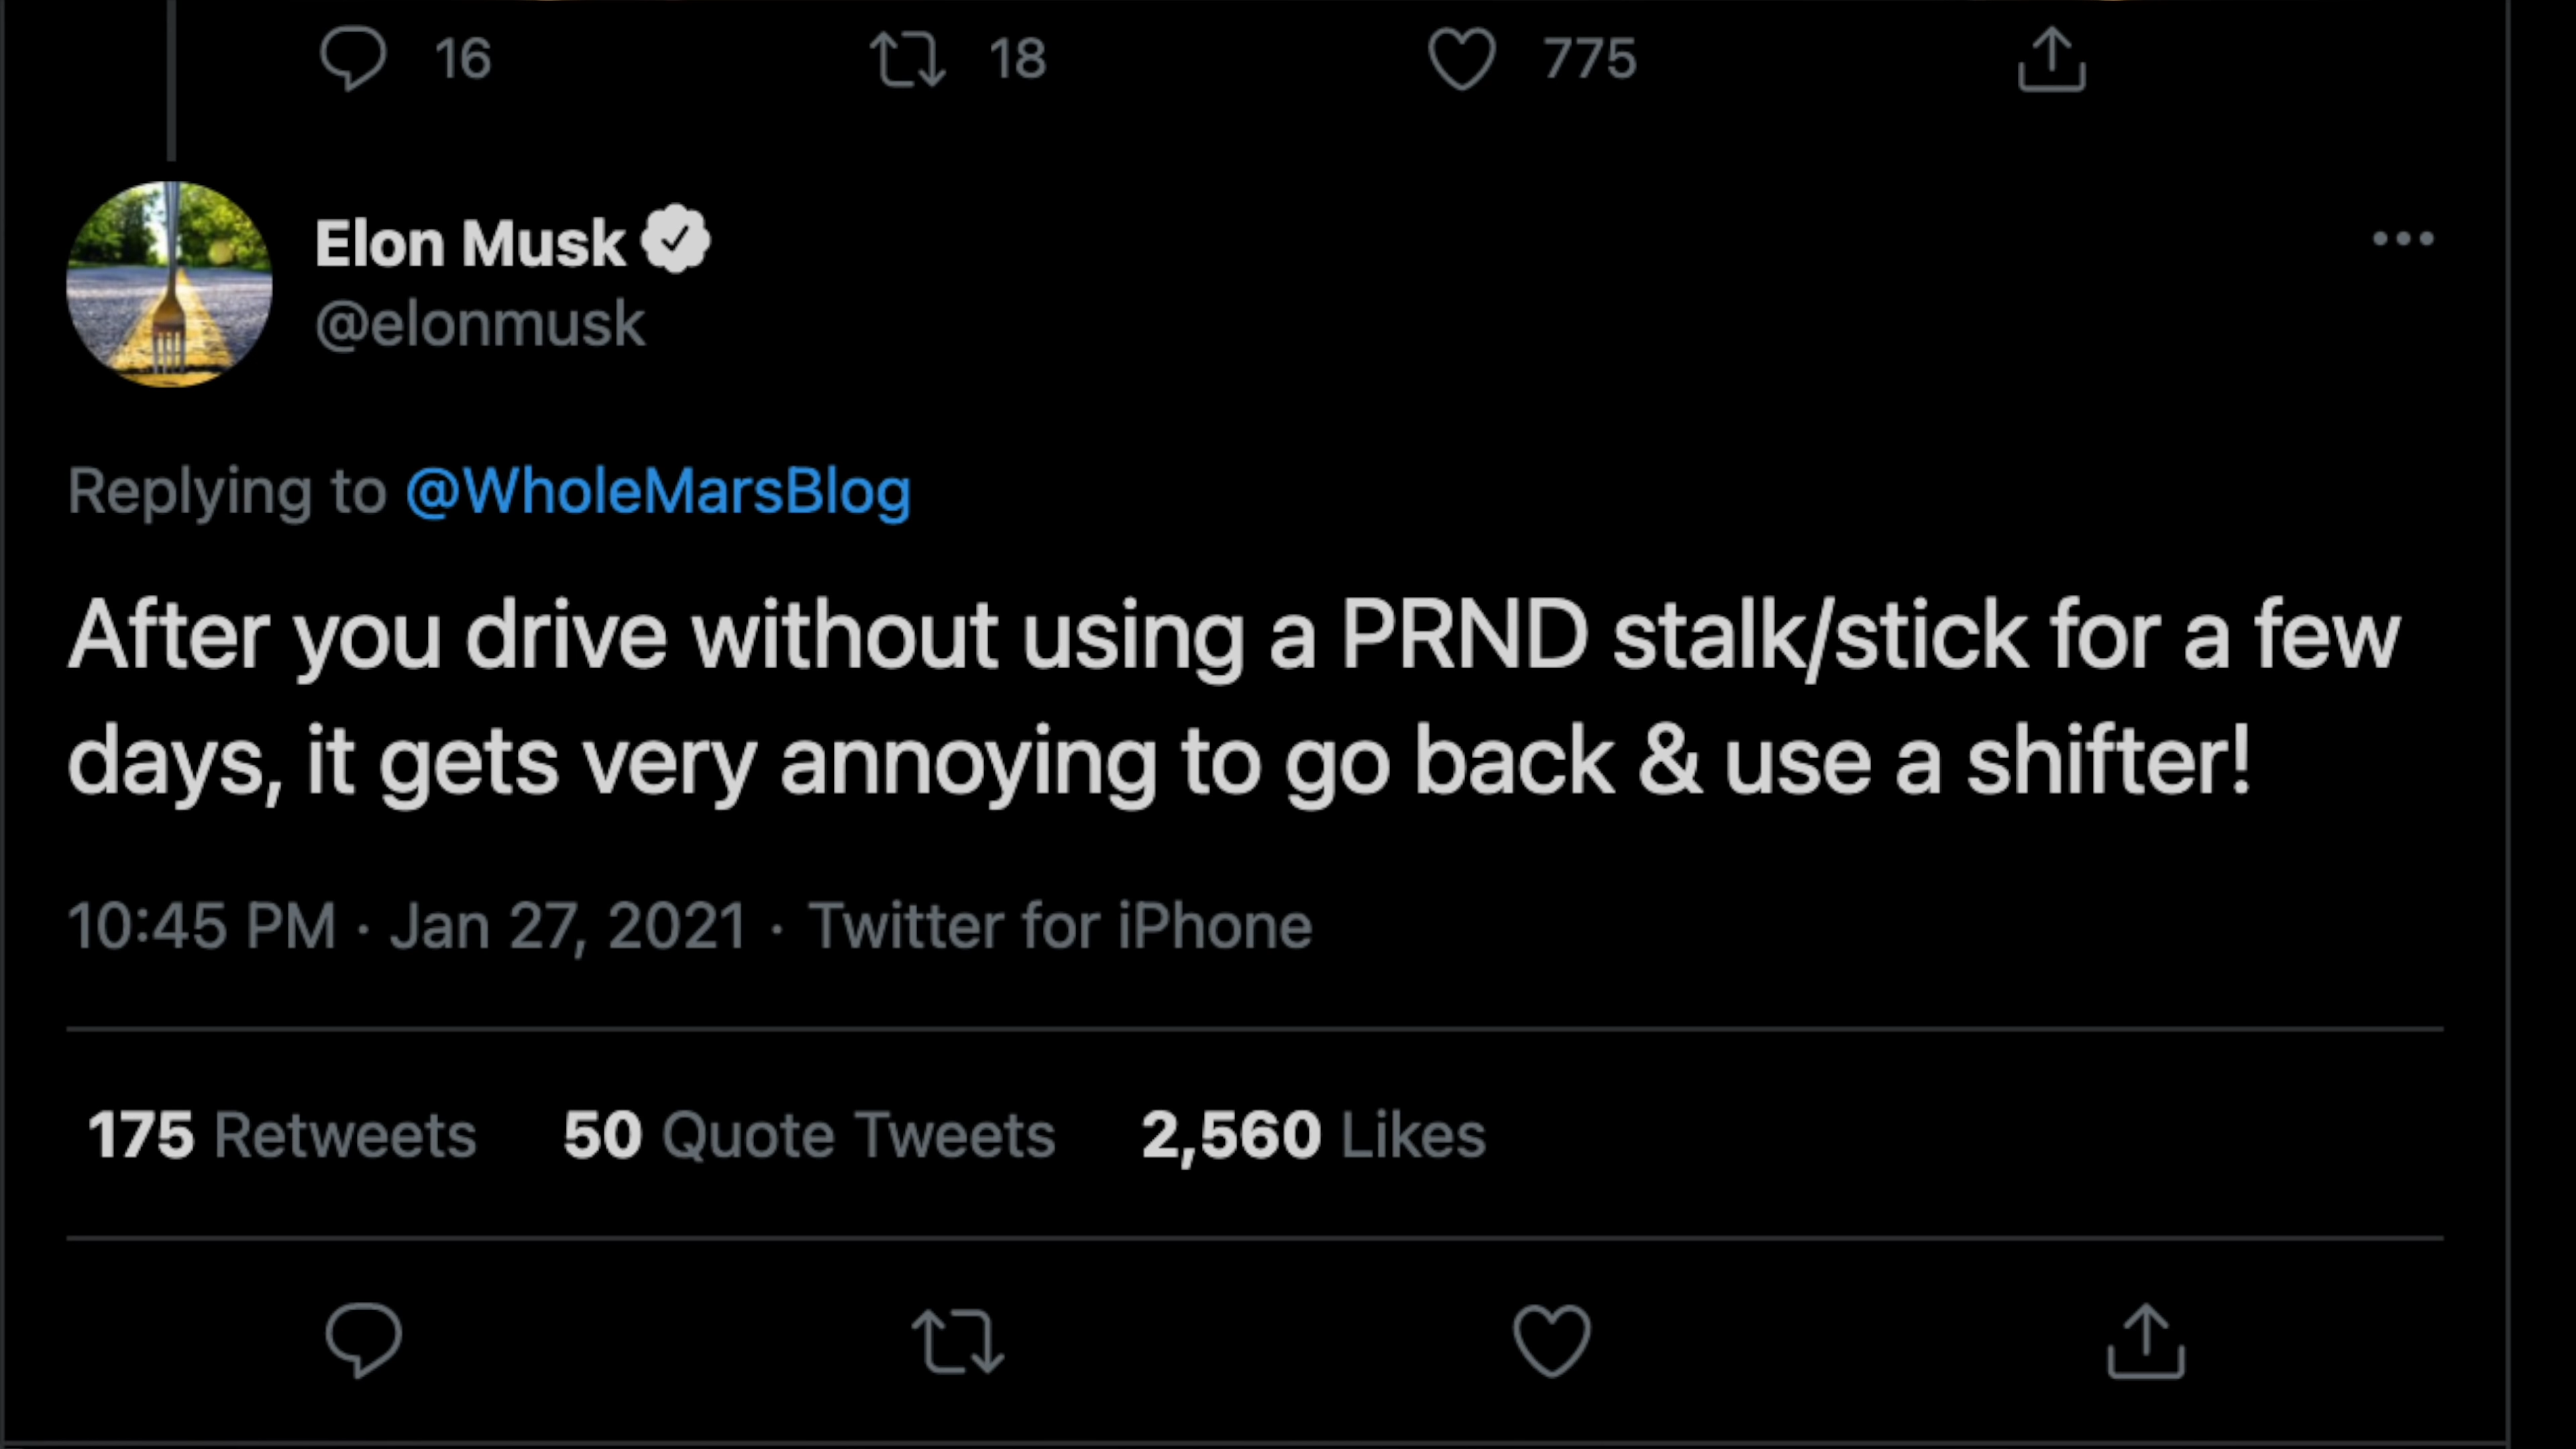 16 18 775
Elon Musk
@elonmusk
Replying to @WholeMarsBlog
After you drive without using a PRND stalk/stick for a few
days, it gets very annoying to go back & use a shifter!
10:45 PM · Jan 27, 2021 · Twitter for iPhone
175 Retweets 50 Quote Tweets 2,560 Likes